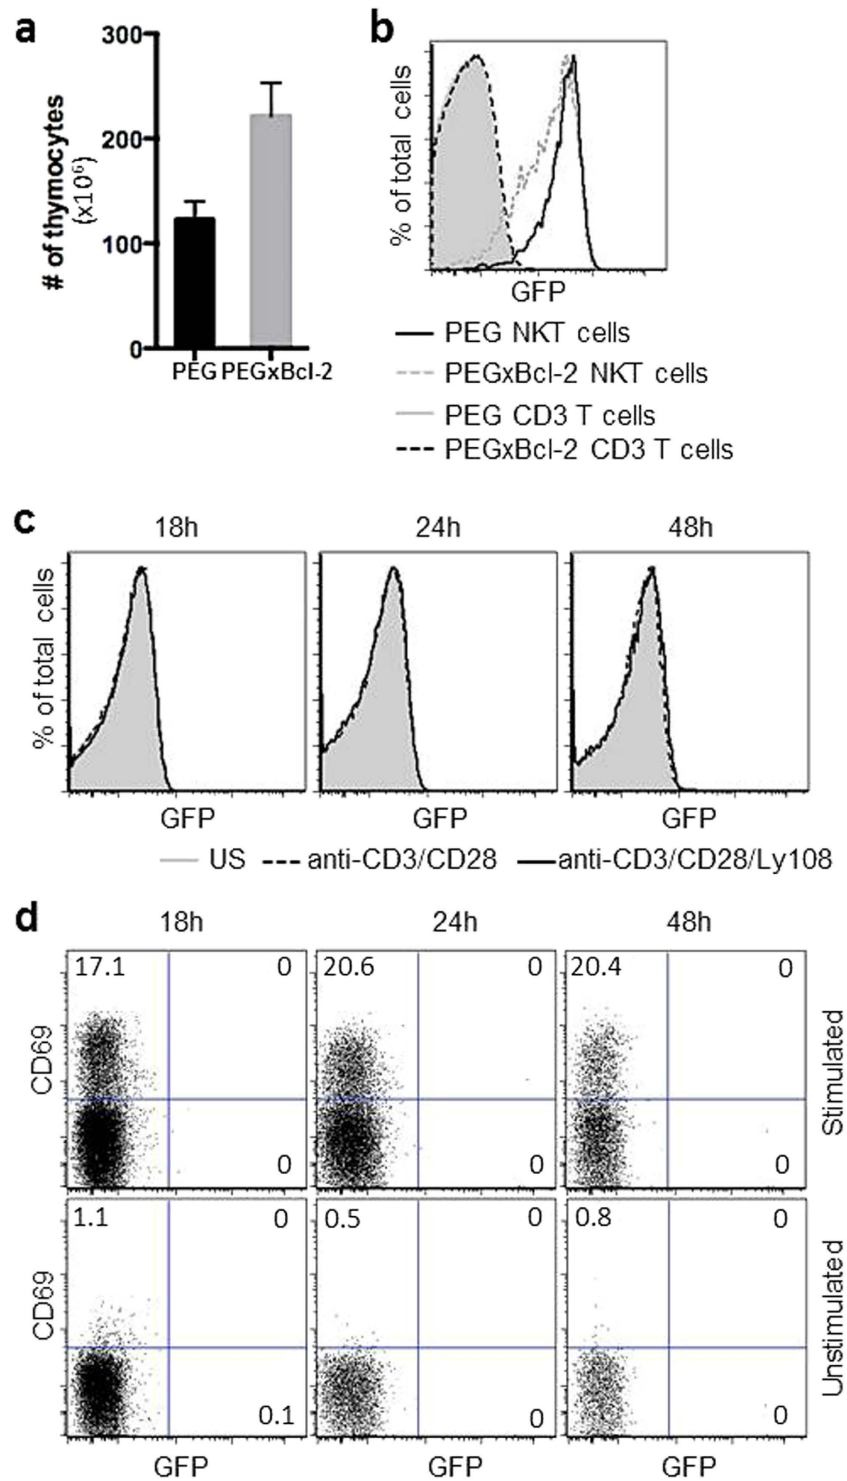 a
300
200
100
0
# of thymocytes
(x10⁶)
PEG PEGxBcl-2
b
% of total cells
GFP
PEG NKT cells
PEGxBcl-2 NKT cells
PEG CD3 T cells
PEGxBcl-2 CD3 T cells
c
18h 24h 48h
% of total cells
GFP GFP GFP
US anti-CD3/CD28 anti-CD3/CD28/Ly108
d
18h 24h 48h
17.1 0 20.6 0 20.4 0
CD69
Stimulated
0 0 0
1.1 0 0.5 0 0.8 0
CD69
Unstimulated
0.1 0 0
GFP GFP GFP